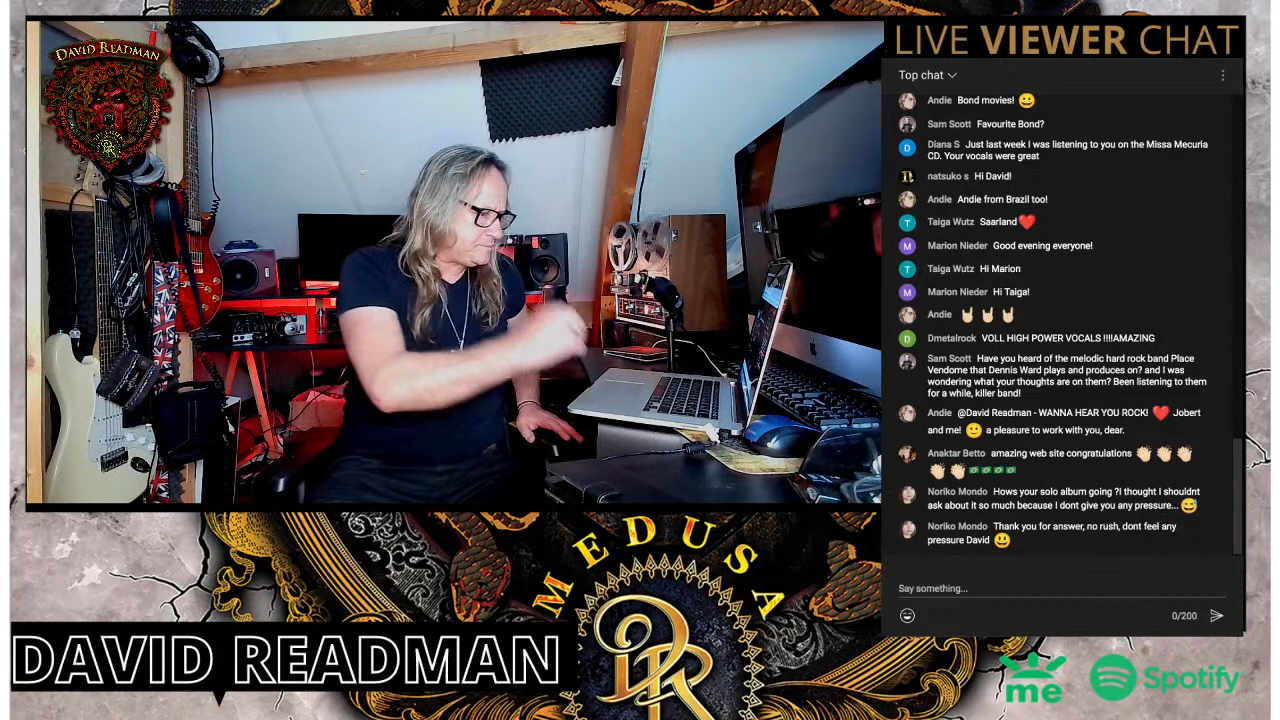 DAVID READMAN
LIVE VIEWER CHAT
Top chat
Andie Bond movies!
Sam Scott Favourite Bond?
D Diana S Just last week I was listening to you on the Missa Mecuria
CD. Your vocals were great
natsuko s Hi David!
Andie Andie from Brazil too!
T Taiga Wutz Saarland
M Marion Nieder Good evening everyone!
T Taiga Wutz Hi Marion
M Marion Nieder Hi Taiga!
Andie
D Dmetalrock VOLL HIGH POWER VOCALS !!!!AMAZING
Sam Scott Have you heard of the melodic hard rock band Place
Vendome that Dennis Ward plays and produces on? and I was
wondering what your thoughts are on them? Been listening to them
for a while, killer band!
Andie @David Readman - WANNA HEAR YOU ROCK! Jobert
and me! a pleasure to work with you, dear.
Anaktar Betto amazing web site congratulations
Noriko Mondo Hows your solo album going ?I thought I shouldnt
ask about it so much because I dont give you any pressure...
Noriko Mondo Thank you for answer, no rush, dont feel any
pressure David
Say something...
0/200
MEDUSA
DR
DAVID READMAN
me
Spotify